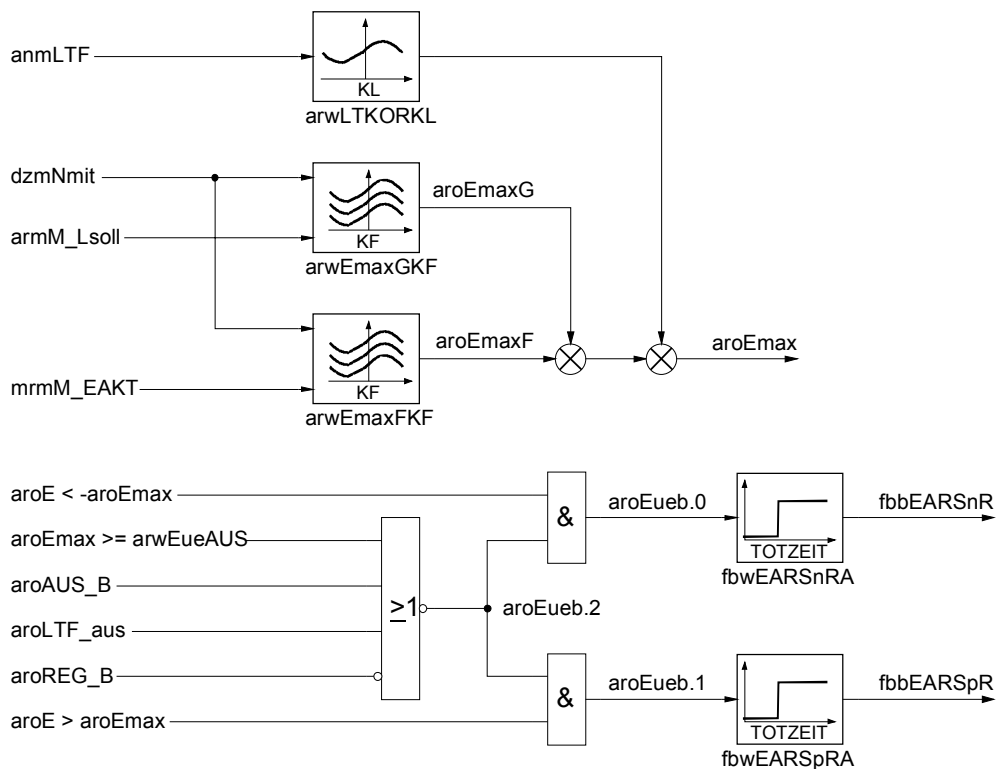 anmLTF
KL
arwLTKORKL
dzmNmit
aroEmaxG
armM_Lsoll
KF
arwEmaxGKF
aroEmaxF
aroEmax
mrmM_EAKT
KF
arwEmaxFKF
aroE < -aroEmax
&
aroEueb.0
fbbEARSnR
TOTZEIT
fbwEARSnRA
aroEmax >= arwEueAUS
aroAUS_B
≥1
aroEueb.2
aroLTF_aus
aroREG_B
&
aroEueb.1
fbbEARSpR
aroE > aroEmax
TOTZEIT
fbwEARSpRA